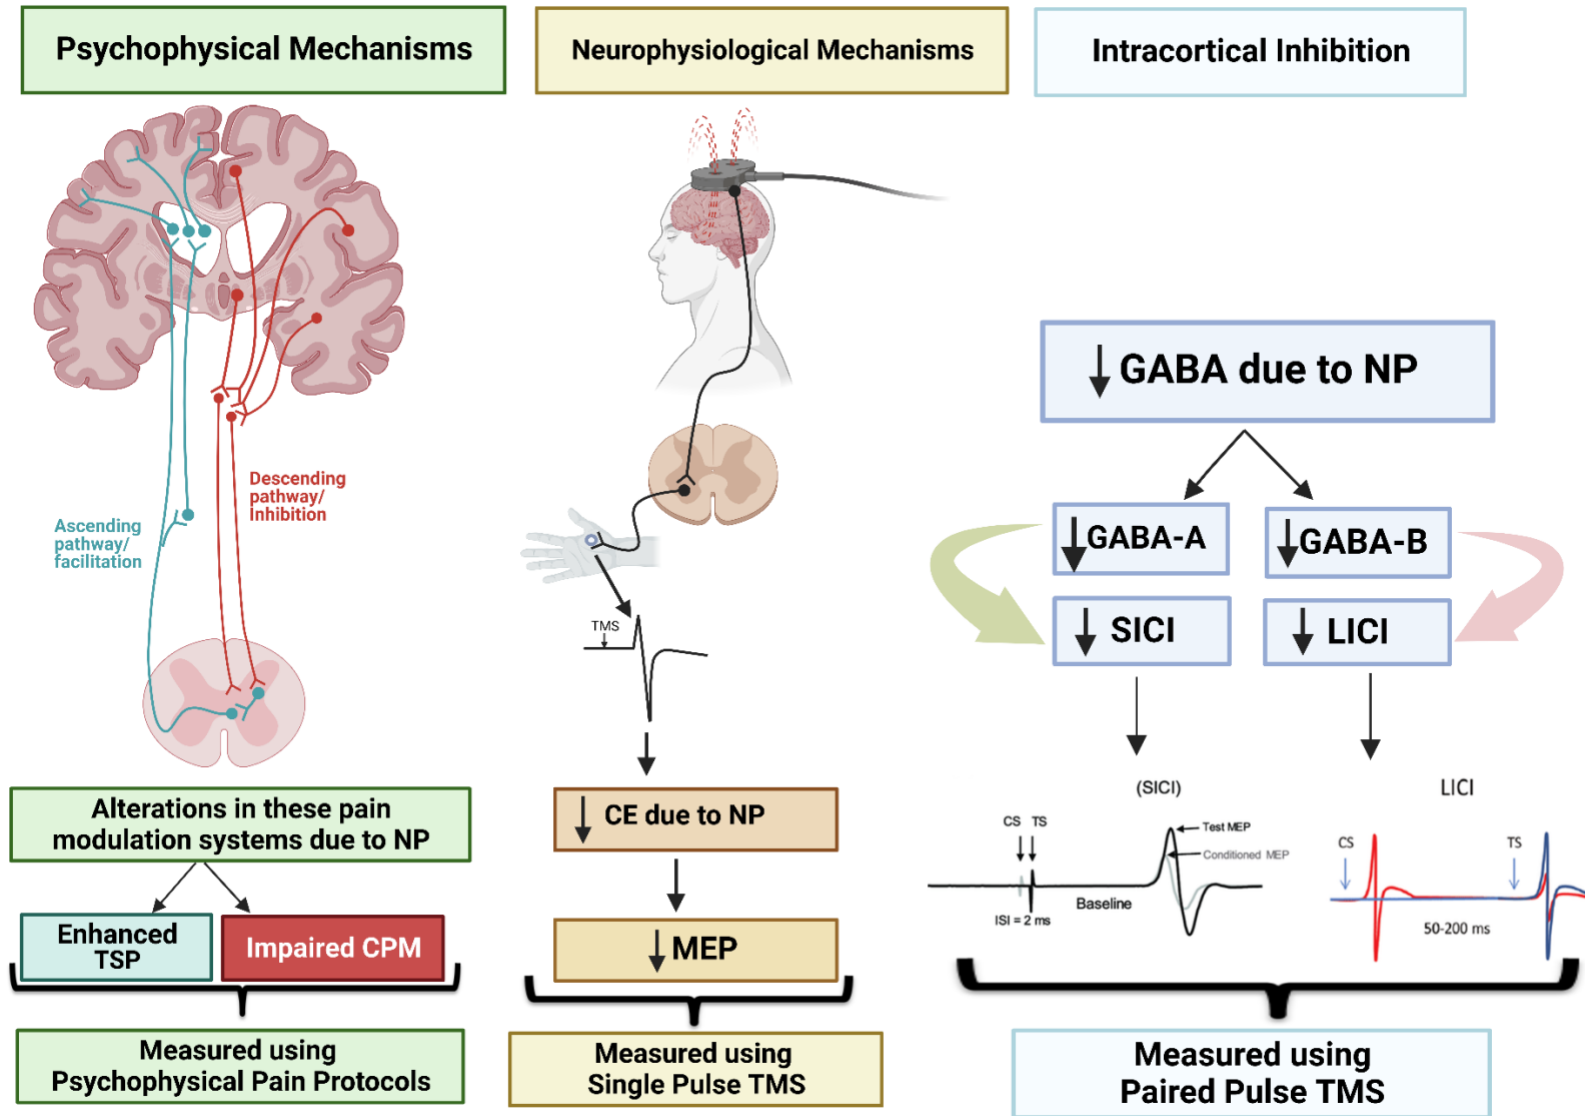 Psychophysical Mechanisms
Neurophysiological Mechanisms
Intracortical Inhibition
Ascending
pathway/
facilitation
Descending
pathway/
Inhibition
Alterations in these pain
modulation systems due to NP
Enhanced
TSP
Impaired CPM
Measured using
Psychophysical Pain Protocols
TMS
↓ CE due to NP
↓ MEP
Measured using
Single Pulse TMS
↓ GABA due to NP
↓ GABA-A
↓ GABA-B
↓ SICI
↓ LICI
(SICI)
CS TS
Test MEP
Conditioned MEP
Baseline
ISI = 2 ms
LICI
CS
TS
50-200 ms
Measured using
Paired Pulse TMS